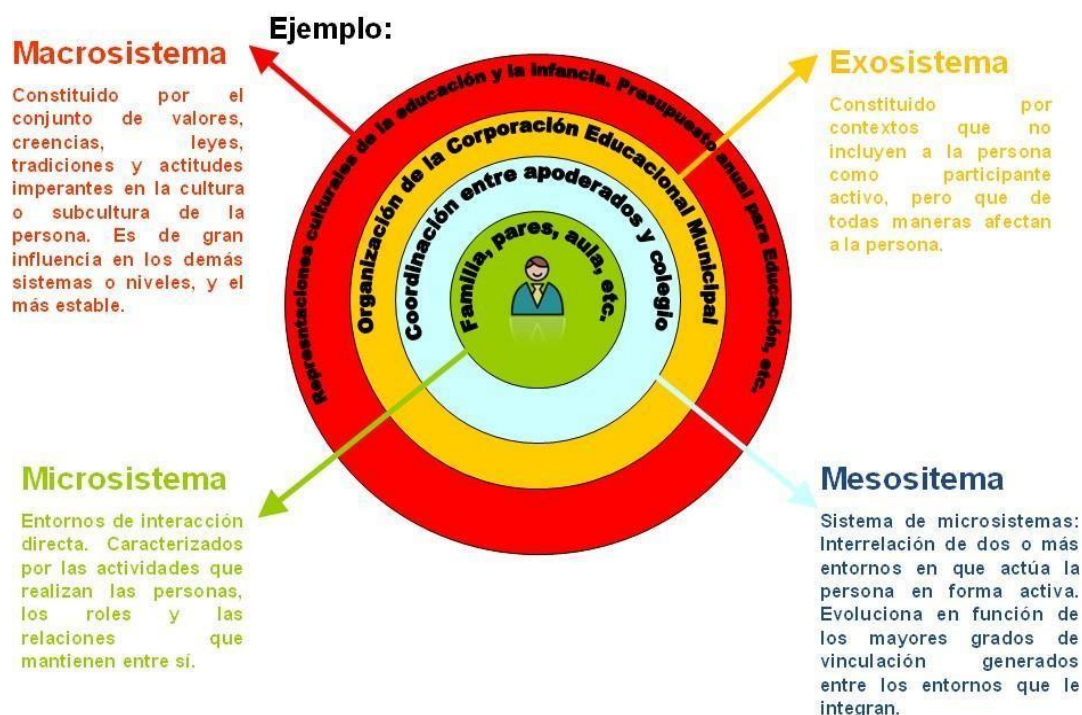 Ejemplo:
Macrosistema
Constituido por el
conjunto de valores,
creencias, leyes,
tradiciones y actitudes
imperantes en la cultura
o subcultura de la
persona. Es de gran
influencia en los demás
sistemas o niveles, y el
más estable.
Exosistema
Constituido por
contextos que no
incluyen a la persona
como participante
activo, pero que de
todas maneras afectan
a la persona.
Representaciones culturales de la educación y la infancia. Presupuesto anual para Educación, etc.
Organización de la Corporación Educacional Municipal
Coordinación entre apoderados y colegio
Familia, pares, aula, etc.
Microsistema
Entornos de interacción
directa. Caracterizados
por las actividades que
realizan las personas,
los roles y las
relaciones que
mantienen entre sí.
Mesositema
Sistema de microsistemas:
Interrelación de dos o más
entornos en que actúa la
persona en forma activa.
Evoluciona en función de
los mayores grados de
vinculación generados
entre los entornos que le
integran.